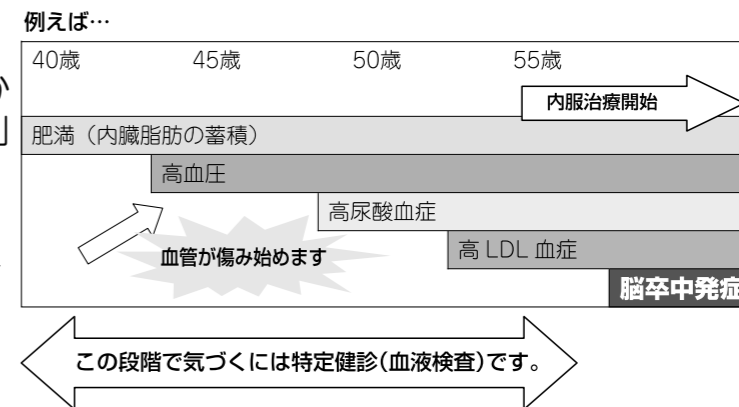 例えば…
40歳 45歳 50歳 55歳
内服治療開始
肥満（内臓脂肪の蓄積）
高血圧
高尿酸血症
血管が傷み始めます
高 LDL 血症
脳卒中発症
この段階で気づくには特定健診（血液検査）です。